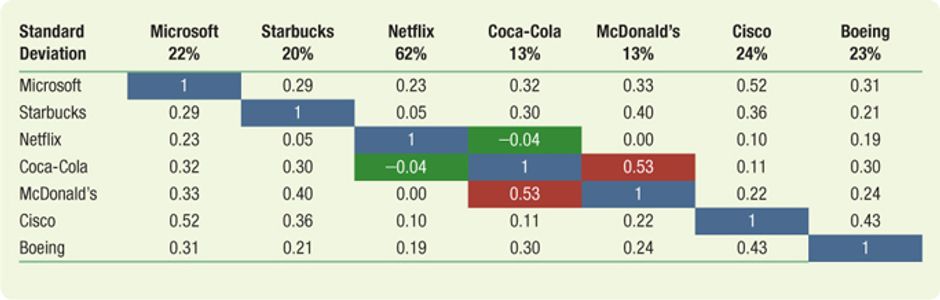 Standard Deviation Microsoft 22% Starbucks 20% Netflix 62% Coca-Cola 13% McDonald's 13% Cisco 24% Boeing 23%
Microsoft 1 0.29 0.23 0.32 0.33 0.52 0.31
Starbucks 0.29 1 0.05 0.30 0.40 0.36 0.21
Netflix 0.23 0.05 1 −0.04 0.00 0.10 0.19
Coca-Cola 0.32 0.30 −0.04 1 0.53 0.11 0.30
McDonald's 0.33 0.40 0.00 0.53 1 0.22 0.24
Cisco 0.52 0.36 0.10 0.11 0.22 1 0.43
Boeing 0.31 0.21 0.19 0.30 0.24 0.43 1